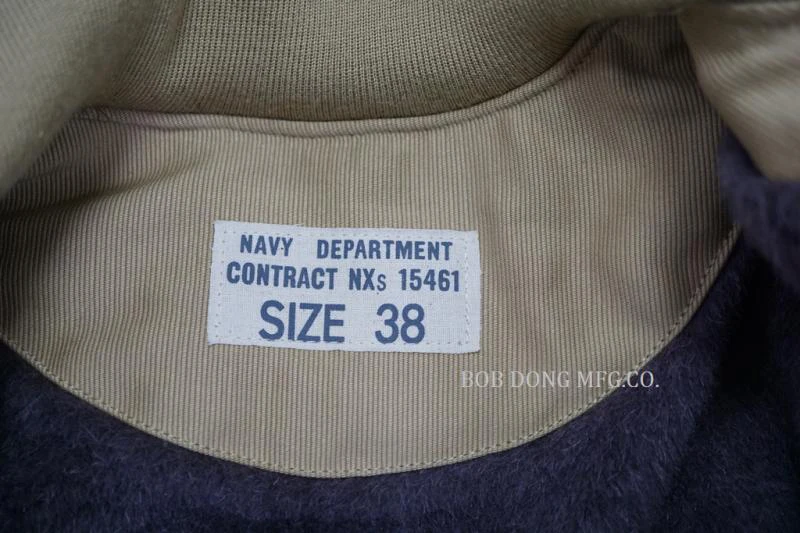 NAVY DEPARTMENT
CONTRACT NXs 15461
SIZE 38
BOB DONG MFG.CO.